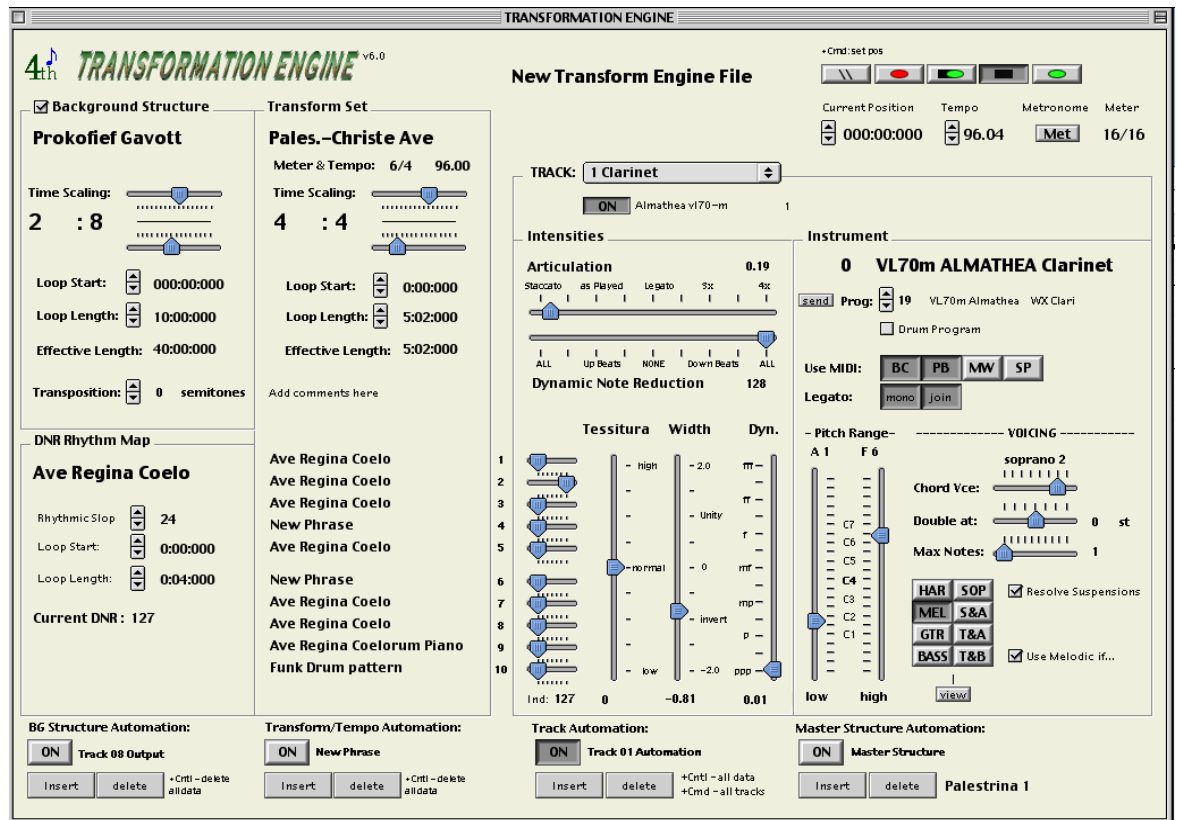 TRANSFORMATION ENGINE
4th TRANSFORMATION ENGINE v6.0
New Transform Engine File
+Cmd:set pos
Current Position Tempo Metronome Meter
000:00:000 96.04 Met 16/16
Background Structure
Prokofief Gavott
Time Scaling:
2 : 8
Loop Start: 000:00:000
Loop Length: 10:00:000
Effective Length: 40:00:000
Transposition: 0 semitones
DNR Rhythm Map
Ave Regina Coelo
Rhythmic Slop 24
Loop Start: 0:00:000
Loop Length: 0:04:000
Current DNR : 127
Transform Set
Pales.-Christe Ave
Meter & Tempo: 6/4 96.00
Time Scaling:
4 : 4
Loop Start: 0:00:000
Loop Length: 5:02:000
Effective Length: 5:02:000
Add comments here
Ave Regina Coelo 1
Ave Regina Coelo 2
Ave Regina Coelo 3
New Phrase 4
Ave Regina Coelo 5
New Phrase 6
Ave Regina Coelo 7
Ave Regina Coelo 8
Ave Regina Coelorum Piano 9
Funk Drum pattern 10
TRACK: 1 Clarinet
ON Almathea vl70-m 1
Intensities
Articulation 0.19
Staccato as Played Legato 3x 4x
ALL Up Beats NONE Down Beats ALL
Dynamic Note Reduction 128
Tessitura Width Dyn.
high 2.0 fff
ff
Unity
f
normal 0 mf
mp
invert
p
low -2.0 ppp
Ind: 127 0 -0.81 0.01
Instrument
0 VL70m ALMATHEA Clarinet
send Prog: 19 VL70m Almathea WX Clari
Drum Program
Use MIDI: BC PB MW SP
Legato: mono join
Pitch Range
A 1 F 6
C7
C6
C5
C4
C3
C2
C1
low high
VOICING
soprano 2
Chord Vce:
Double at: 0 st
Max Notes: 1
HAR SOP Resolve Suspensions
MEL S&A
GTR T&A
BASS T&B Use Melodic if...
view
BG Structure Automation:
ON Track 08 Output
Insert delete +Cntl-delete
alldata
Transform/Tempo Automation:
ON New Phrase
Insert delete +Cntl-delete
alldata
Track Automation:
ON Track 01 Automation
Insert delete +Cntl-all data
+Cmd-all tracks
Master Structure Automation:
ON Master Structure
Insert delete Palestrina 1